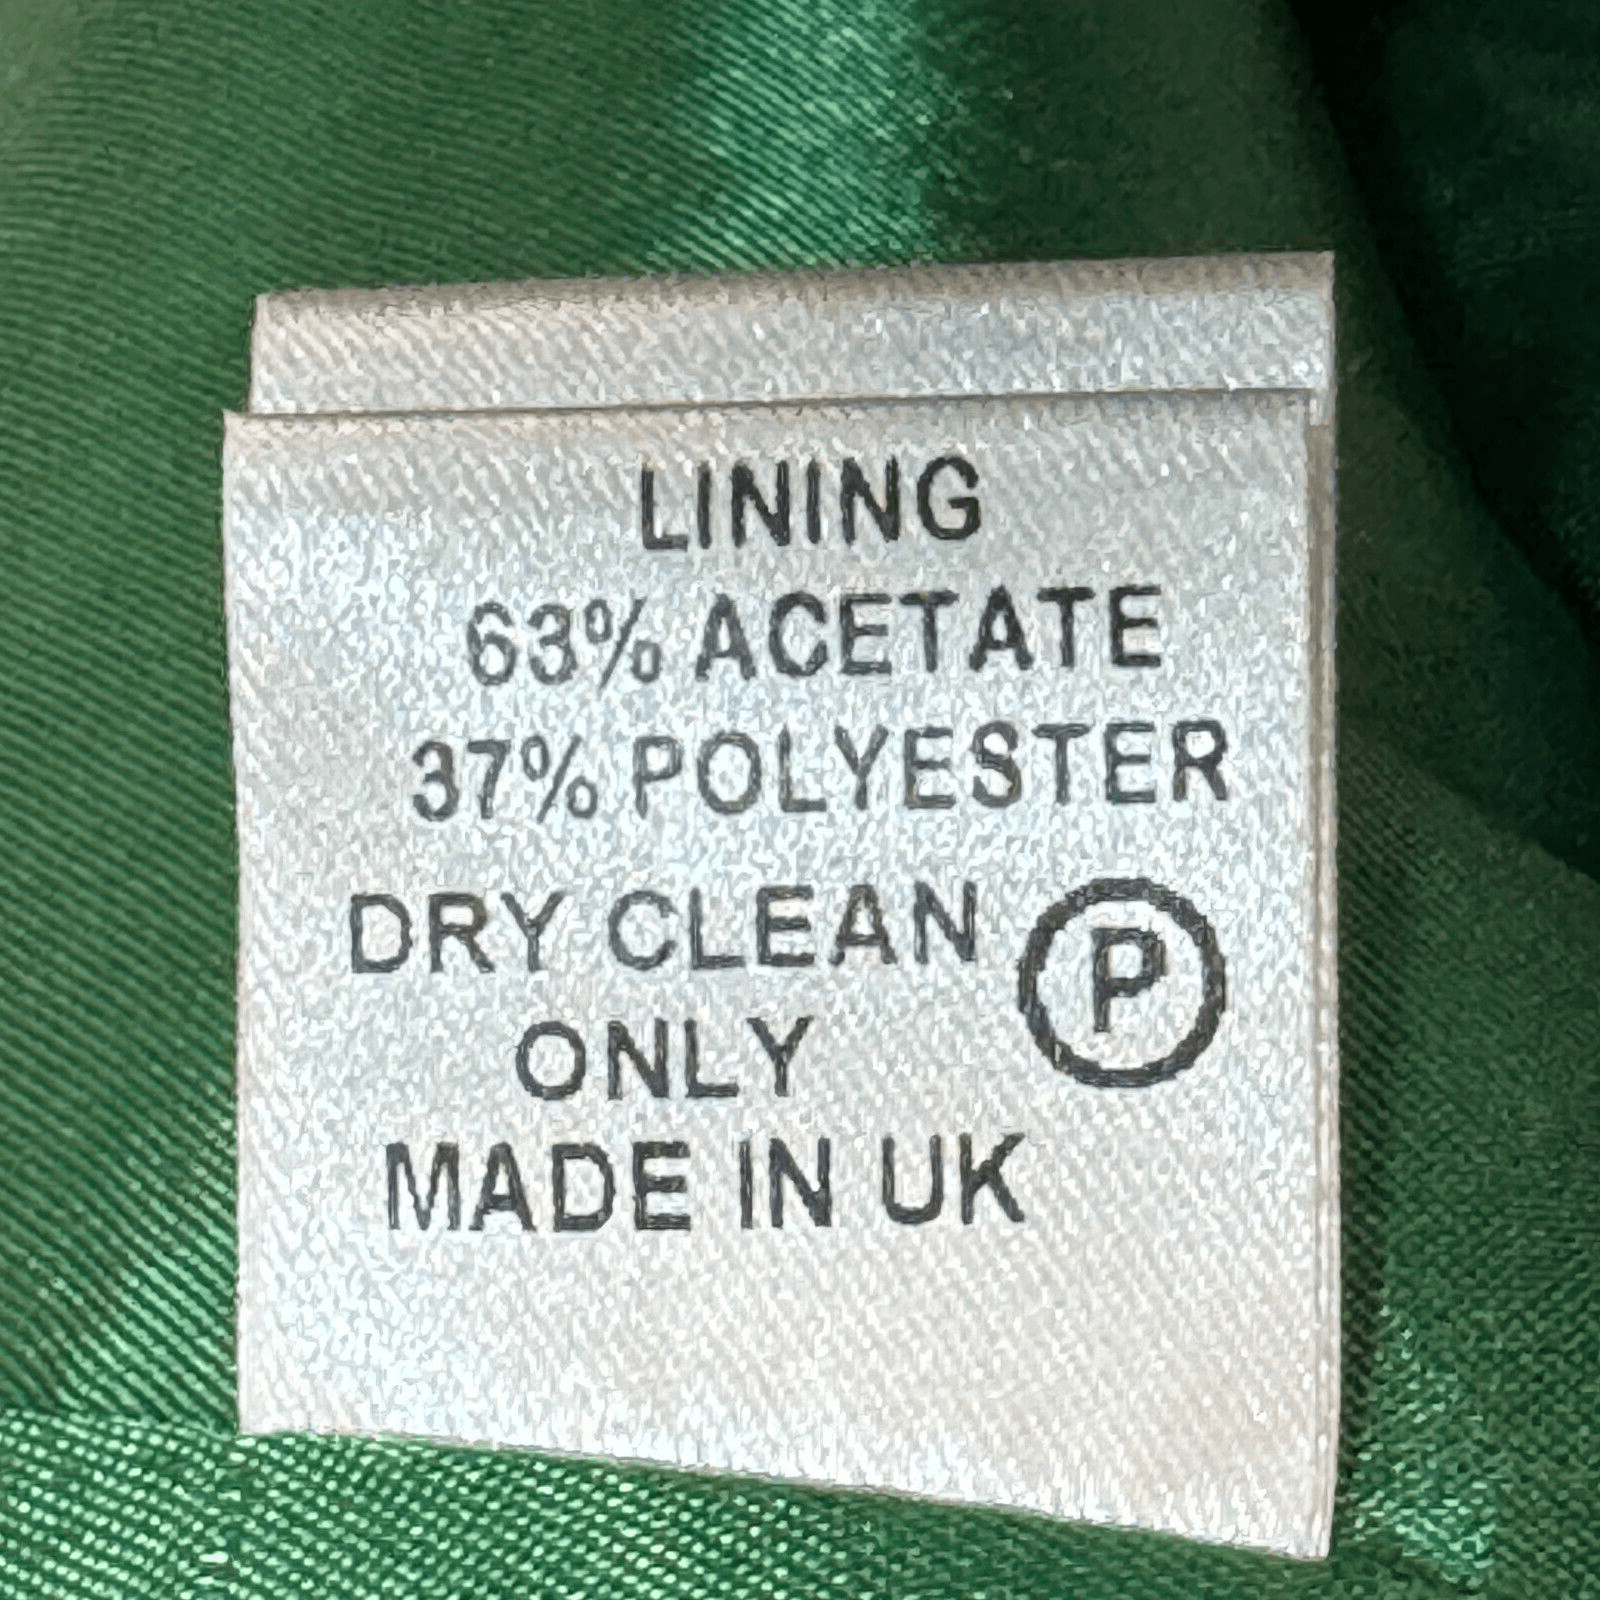 LINING
63% ACETATE
37% POLYESTER
DRY CLEAN
P
ONLY
MADE IN UK